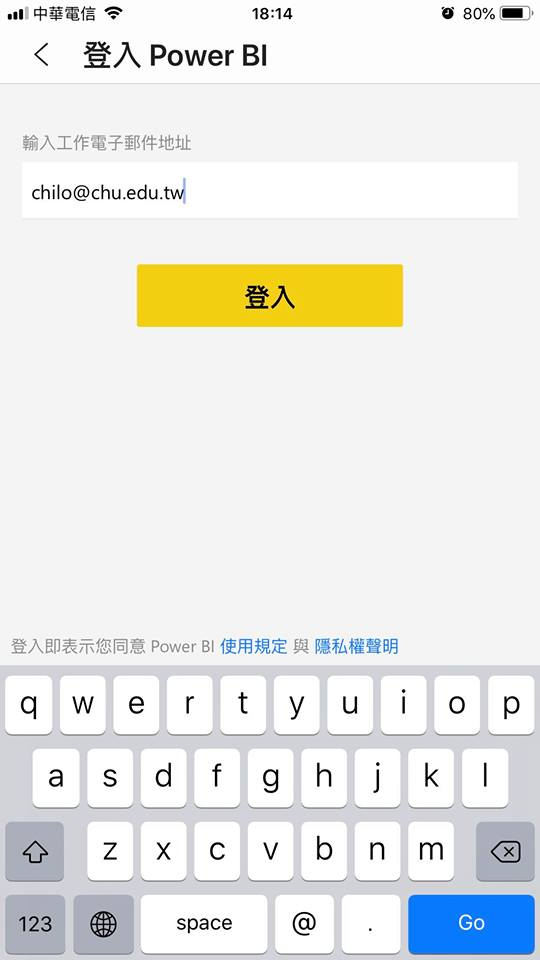 中華電信 18:14 80%
登入 Power BI
輸入工作電子郵件地址
chilo@chu.edu.tw
登入
登入即表示您同意 Power BI 使用規定 與 隱私權聲明
q w e r t y u i o p
a s d f g h j k l
z x c v b n m
123 space @ . Go